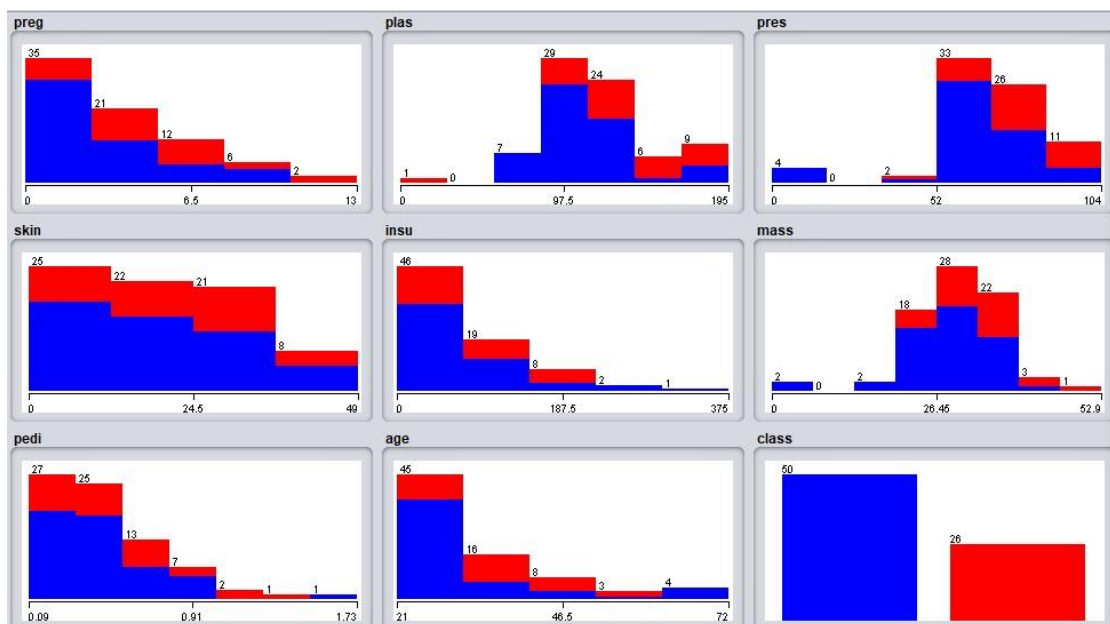 preg
35
21
12
6
2
0 6.5 13
plas
29
24
7
6
9
1
0
0 97.5 195
pres
33
26
11
4
0
2
0 52 104
skin
25
22
21
8
0 24.5 49
insu
46
19
8
2
1
0 187.5 375
mass
28
22
18
2
0
2
3
1
0 26.45 52.9
pedi
27
25
13
7
2
1
1
0.09 0.91 1.73
age
45
16
8
3
4
21 46.5 72
class
50
26